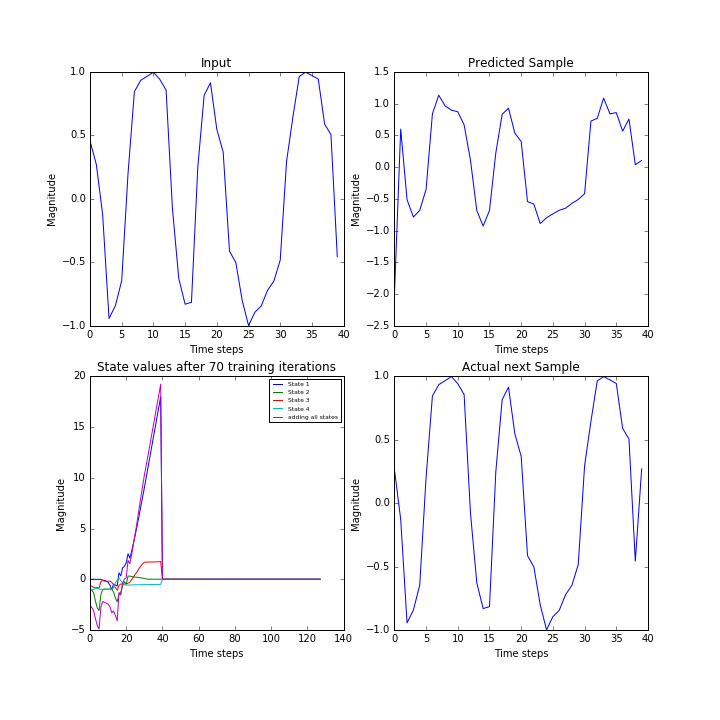 Input
1.0
0.5
0.0
−0.5
−1.0
Magnitude
0 5 10 15 20 25 30 35 40
Time steps
Predicted Sample
1.5
1.0
0.5
0.0
−0.5
−1.0
−1.5
−2.0
−2.5
Magnitude
0 5 10 15 20 25 30 35 40
Time steps
State values after 70 training iterations
20
15
10
5
0
−5
Magnitude
State 1
State 2
State 3
State 4
adding all states
0 20 40 60 80 100 120 140
Time steps
Actual next Sample
1.0
0.5
0.0
−0.5
−1.0
Magnitude
0 5 10 15 20 25 30 35 40
Time steps